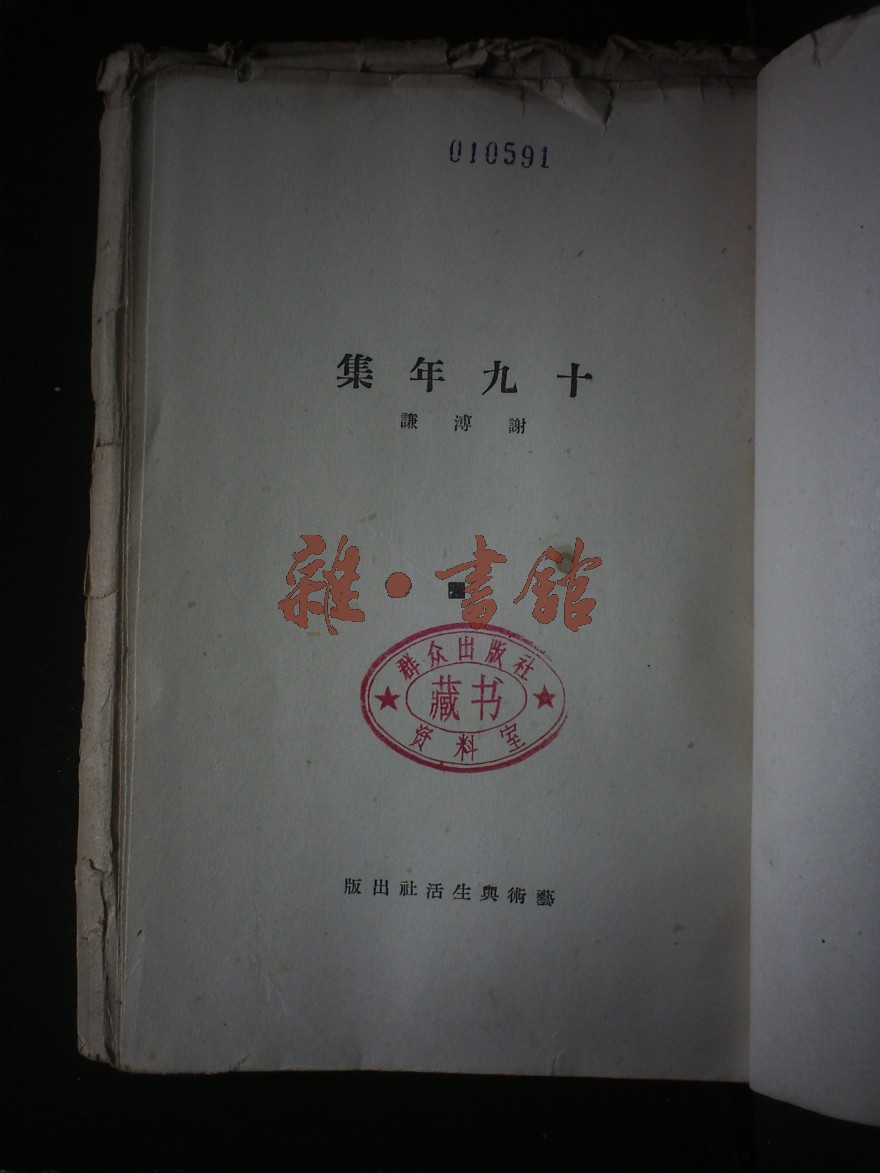 010591
十九年集
謝溥謙
雜·書館
群众出版社
藏书
资料室
藝術與生活社出版